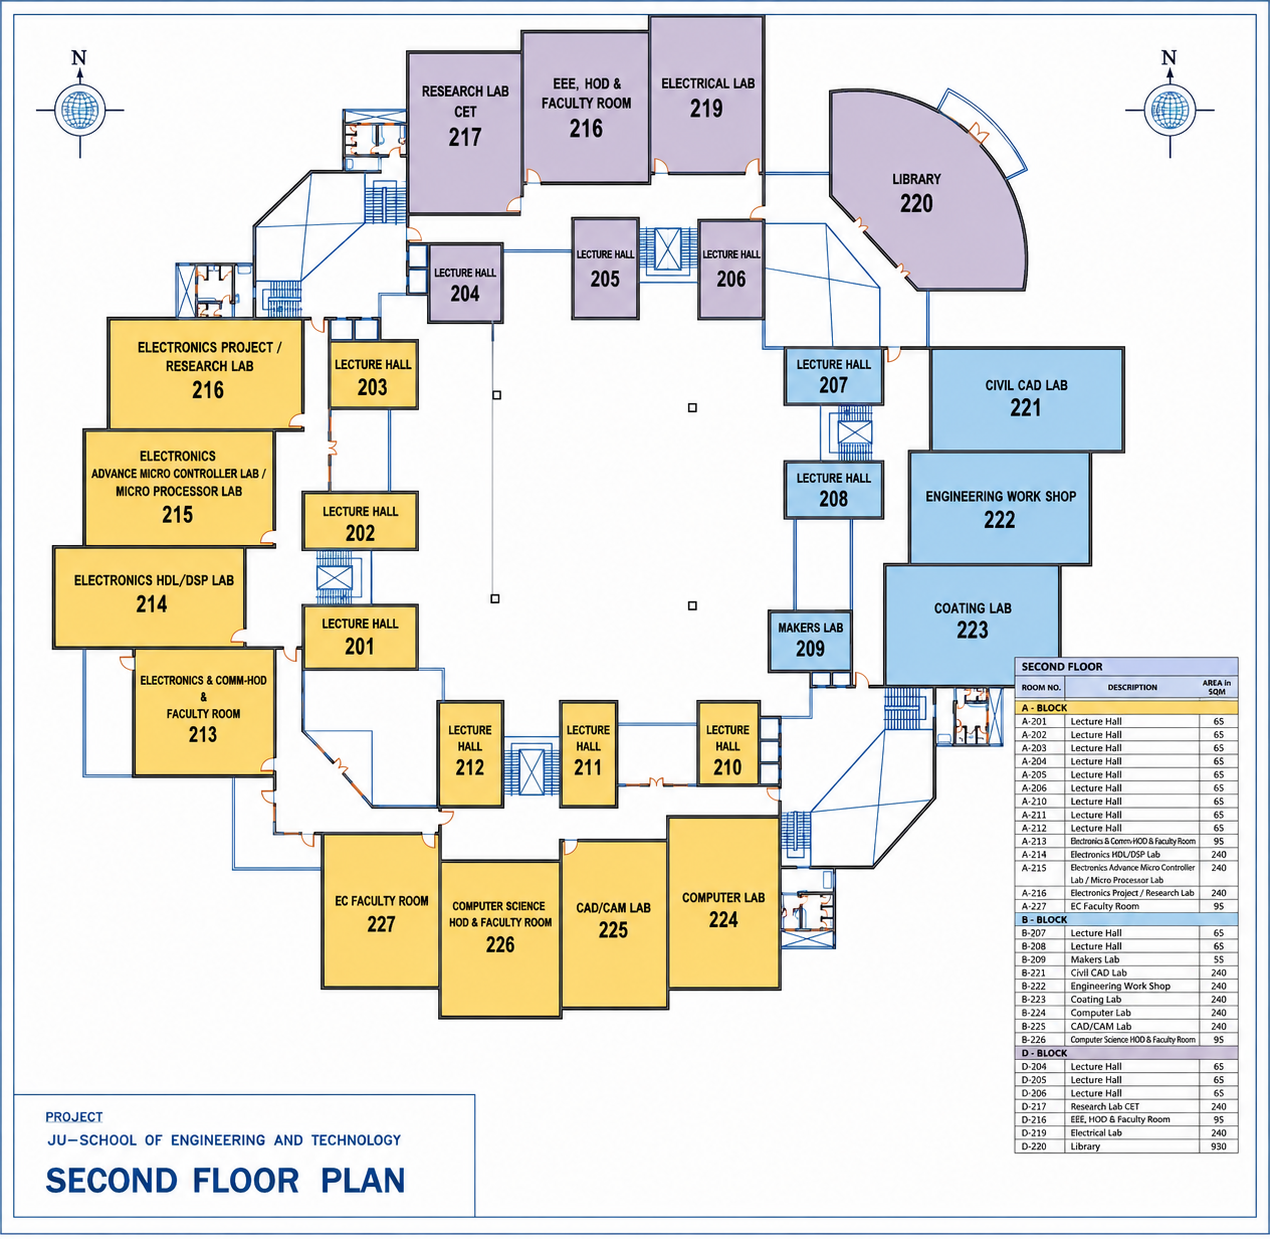 N
N
RESEARCH LAB
CET
217
EEE, HOD &
FACULTY ROOM
216
ELECTRICAL LAB
219
LIBRARY
220
LECTURE HALL
204
LECTURE HALL
205
LECTURE HALL
206
ELECTRONICS PROJECT /
RESEARCH LAB
216
LECTURE HALL
203
LECTURE HALL
207
CIVIL CAD LAB
221
ELECTRONICS
ADVANCE MICRO CONTROLLER LAB /
MICRO PROCESSOR LAB
215
LECTURE HALL
202
LECTURE HALL
208
ENGINEERING WORK SHOP
222
ELECTRONICS HDL/DSP LAB
214
LECTURE HALL
201
MAKERS LAB
209
COATING LAB
223
ELECTRONICS & COMM-HOD
&
FACULTY ROOM
213
LECTURE
HALL
212
LECTURE
HALL
211
LECTURE
HALL
210
EC FACULTY ROOM
227
COMPUTER SCIENCE
HOD & FACULTY ROOM
226
CAD/CAM LAB
225
COMPUTER LAB
224
SECOND FLOOR
ROOM NO. DESCRIPTION AREA in SQM
A - BLOCK
A-201 Lecture Hall 65
A-202 Lecture Hall 65
A-203 Lecture Hall 65
A-204 Lecture Hall 65
A-205 Lecture Hall 65
A-206 Lecture Hall 65
A-210 Lecture Hall 65
A-211 Lecture Hall 65
A-212 Lecture Hall 65
A-213 Electronics & Comm-HOD & Faculty Room 95
A-214 Electronics HDL/DSP Lab 240
A-215 Electronics Advance Micro Controller 240
Lab / Micro Processor Lab
A-216 Electronics Project / Research Lab 240
A-227 EC Faculty Room 95
B - BLOCK
B-207 Lecture Hall 65
B-208 Lecture Hall 65
B-209 Makers Lab 55
B-221 Civil CAD Lab 240
B-222 Engineering Work Shop 240
B-223 Coating Lab 240
B-224 Computer Lab 240
B-225 CAD/CAM Lab 240
B-226 Computer Science HOD & Faculty Room 95
D - BLOCK
D-204 Lecture Hall 65
D-205 Lecture Hall 65
D-206 Lecture Hall 65
D-217 Research Lab CET 240
D-216 EEE, HOD & Faculty Room 95
D-219 Electrical Lab 240
D-220 Library 930
PROJECT
JU-SCHOOL OF ENGINEERING AND TECHNOLOGY
SECOND FLOOR PLAN